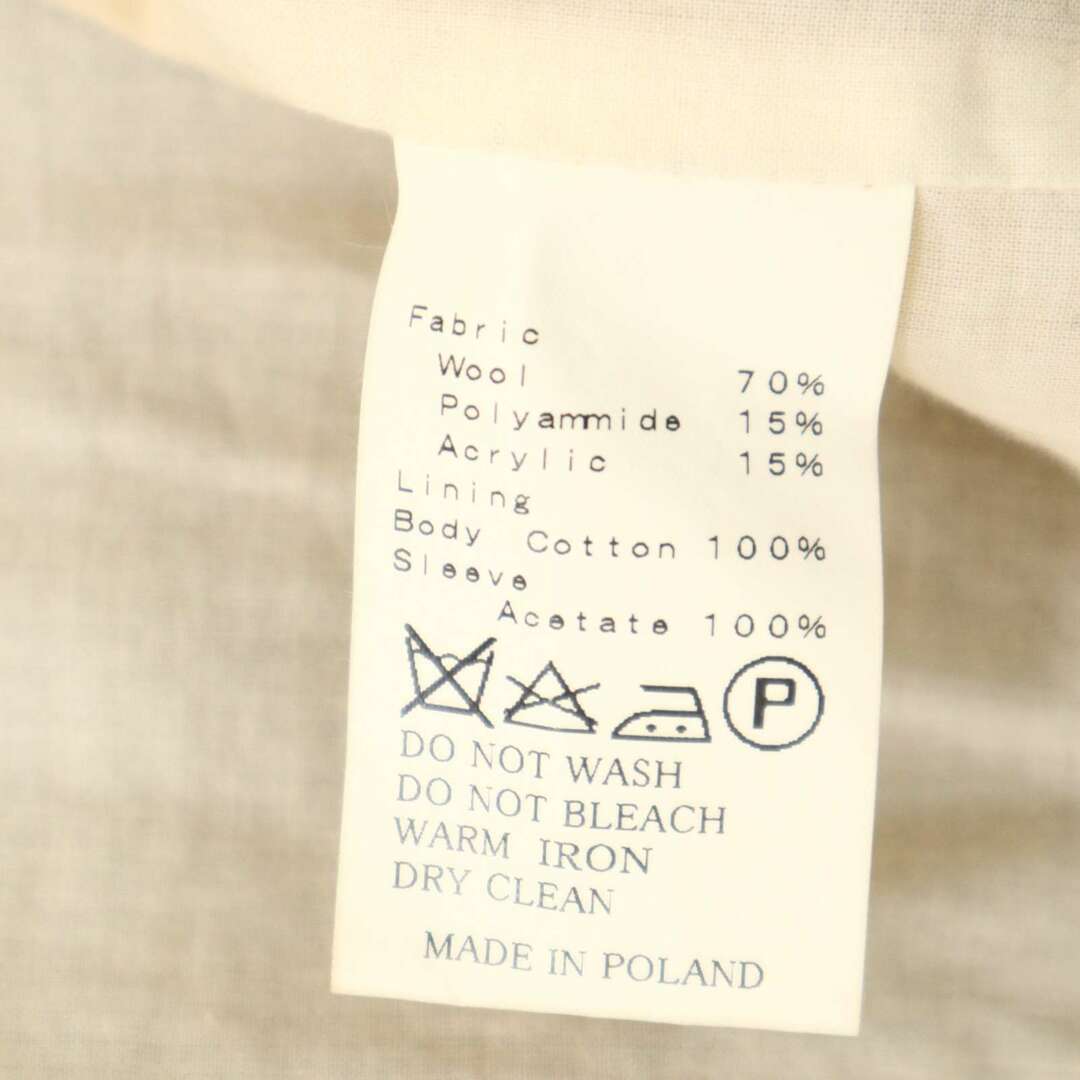 Fabric
Wool 70%
Polyammide 15%
Acrylic 15%
Lining
Body Cotton 100%
Sleeve
Acetate 100%
P
DO NOT WASH
DO NOT BLEACH
WARM IRON
DRY CLEAN
MADE IN POLAND